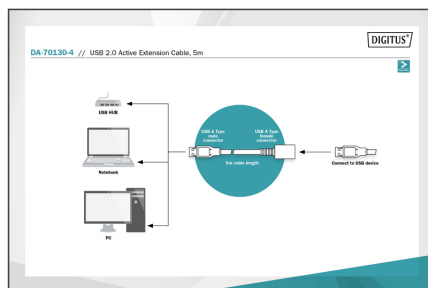 DIGITUS®
DA-70130-4 // USB 2.0 Active Extension Cable, 5m
USB HUB
USB A Type
male
connector
USB A Type
female
connector
5m cable length
Connect to USB device
Notebook
PC